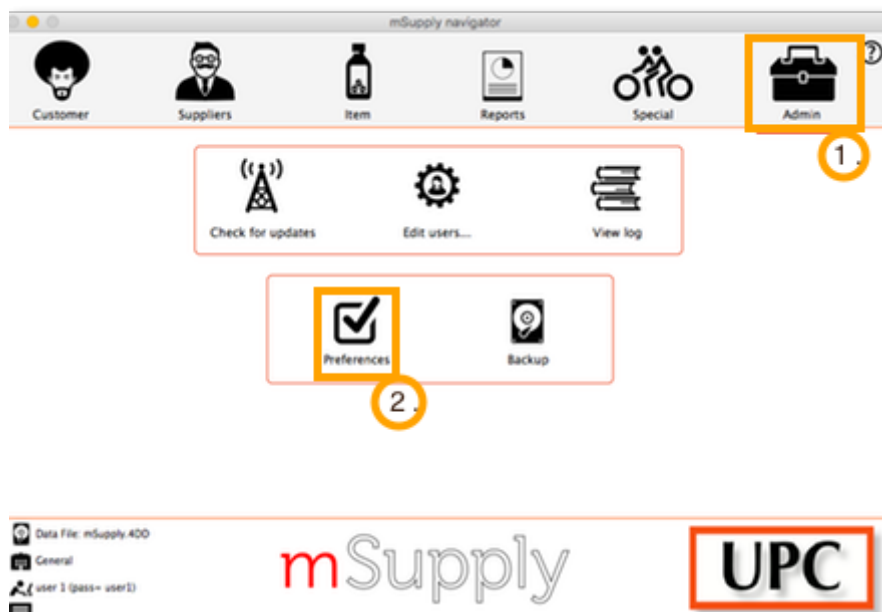 mSupply navigator
?
Customer Suppliers Item Reports Special Admin
1.
Check for updates Edit users... View log
Preferences Backup
2.
Data File: mSupply.4DD
General
user 1 (pass= user1)
mSupply
UPC